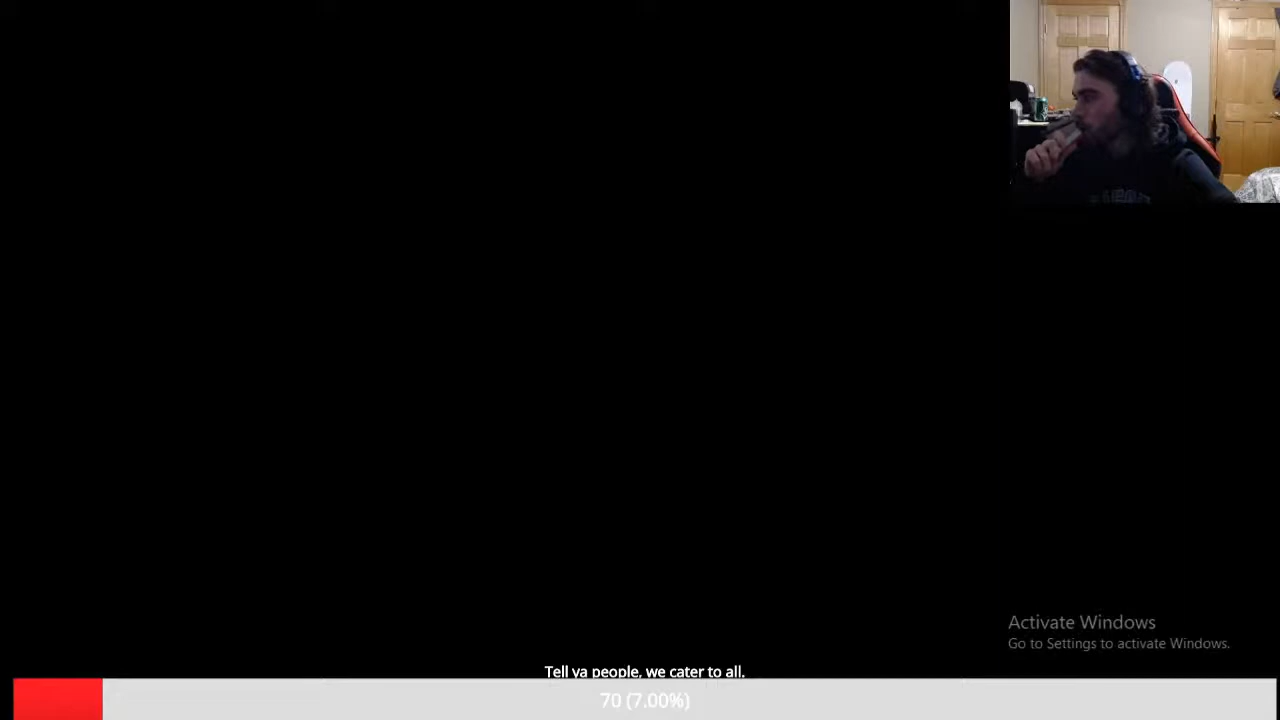 Activate Windows
Go to Settings to activate Windows.
Tell ya people, we cater to all.
70 (7.00%)